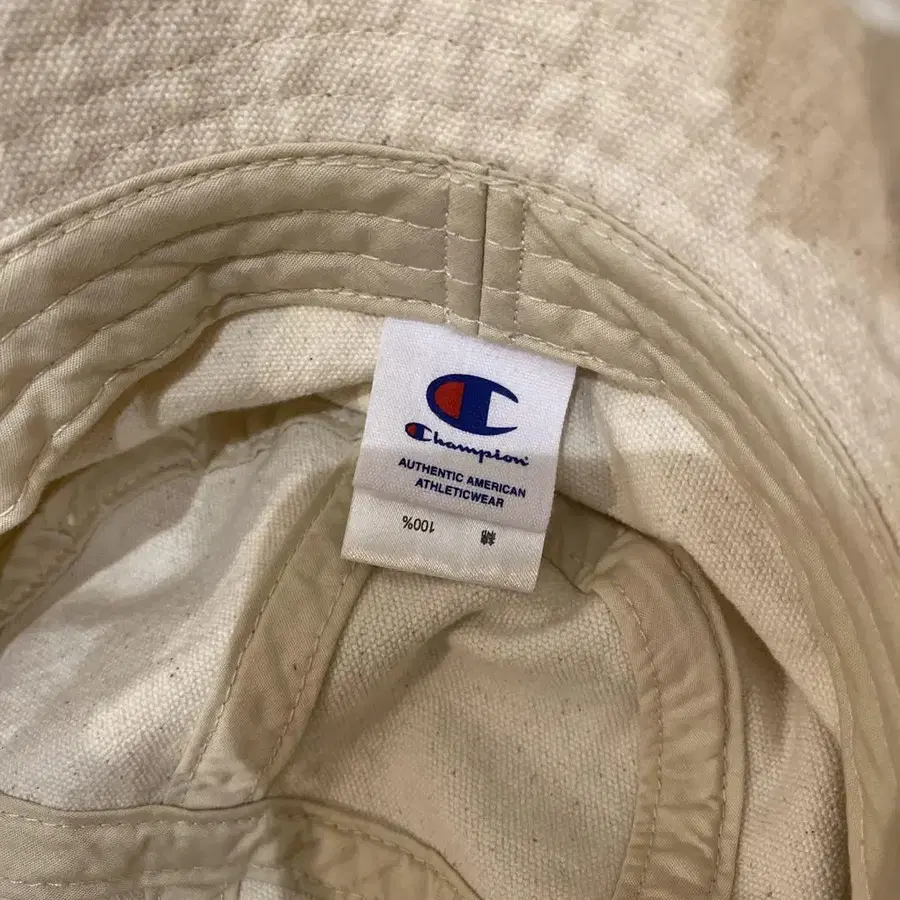 Champion
AUTHENTIC AMERICAN
ATHLETICWEAR
綿 100%